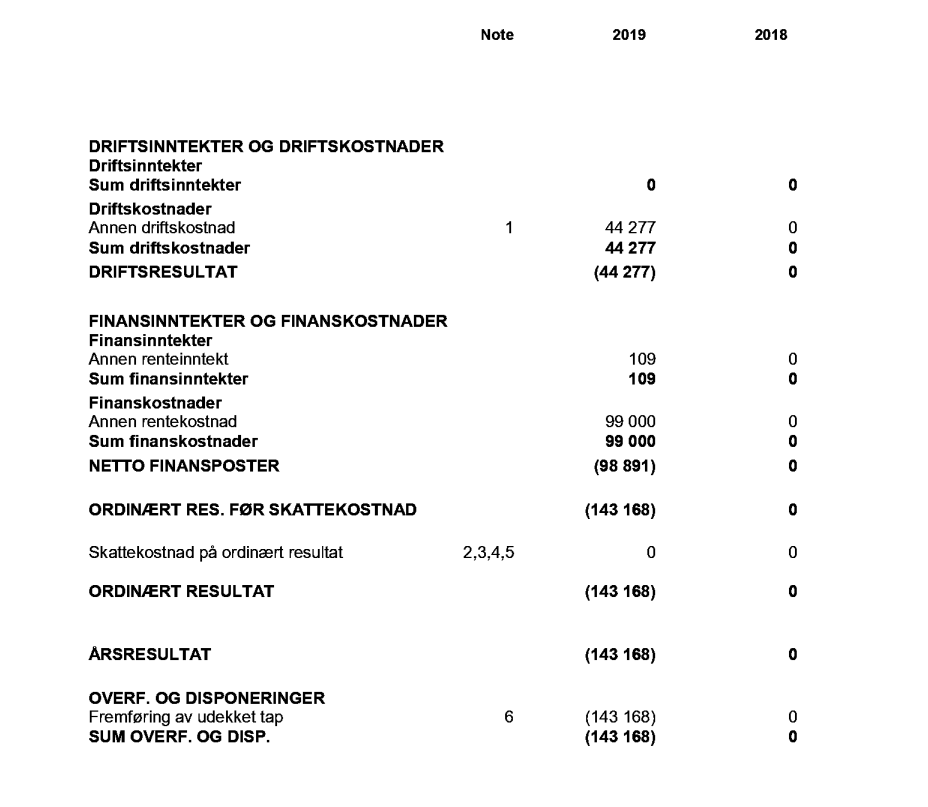 Note 2019 2018
DRIFTSINNTEKTER OG DRIFTSKOSTNADER
Driftsinntekter
Sum driftsinntekter 0 0
Driftskostnader
Annen driftskostnad 1 44 277 0
Sum driftskostnader 44 277 0
DRIFTSRESULTAT (44 277) 0
FINANSINNTEKTER OG FINANSKOSTNADER
Finansinntekter
Annen renteinntekt 109 0
Sum finansinntekter 109 0
Finanskostnader
Annen rentekostnad 99 000 0
Sum finanskostnader 99 000 0
NETTO FINANSPOSTER (98 891) 0
ORDINÆRT RES. FØR SKATTEKOSTNAD (143 168) 0
Skattekostnad på ordinært resultat 2,3,4,5 0 0
ORDINÆRT RESULTAT (143 168) 0
ÅRSRESULTAT (143 168) 0
OVERF. OG DISPONERINGER
Fremføring av udekket tap 6 (143 168) 0
SUM OVERF. OG DISP. (143 168) 0